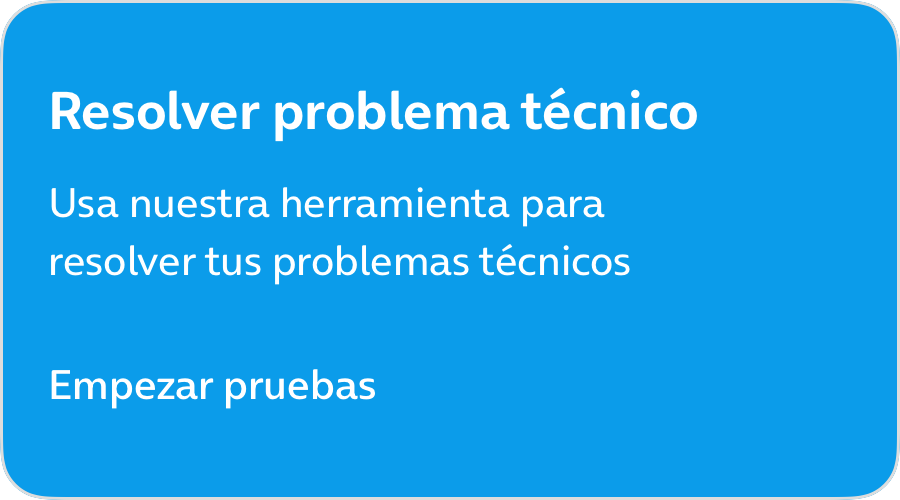 Resolver problema técnico
Usa nuestra herramienta para
resolver tus problemas técnicos
Empezar pruebas